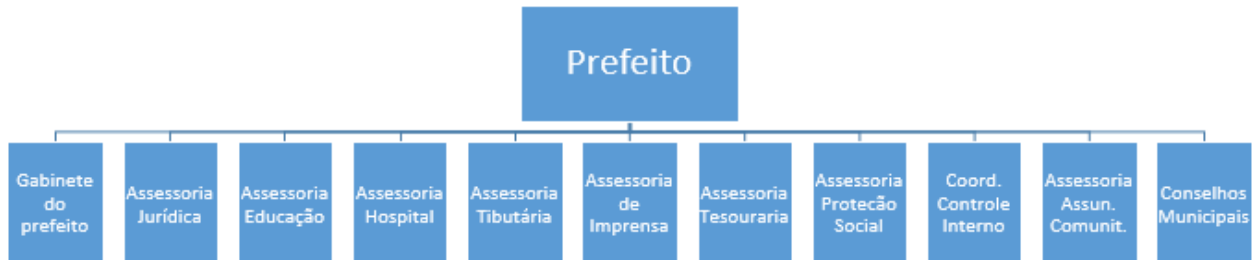 Prefeito
Gabinete
do
prefeito
Assessoria
Jurídica
Assessoria
Educação
Assessoria
Hospital
Assessoria
Tibutária
Assessoria
de
Imprensa
Assessoria
Tesouraria
Assessoria
Protecão
Social
Coord.
Controle
Interno
Assessoria
Assun.
Comunit.
Conselhos
Municipais